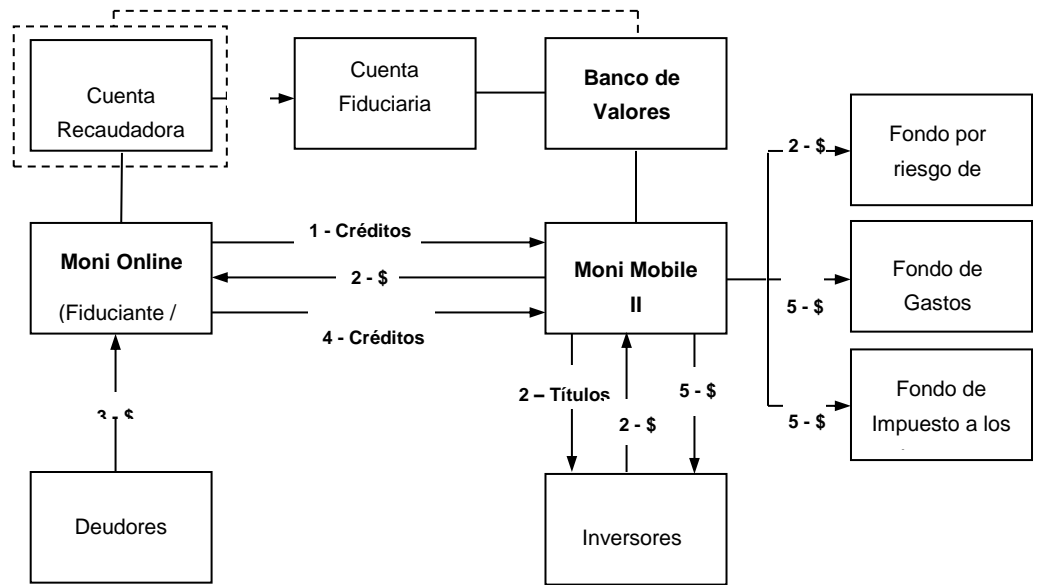 Cuenta
Recaudadora
Cuenta
Fiduciaria
Banco de
Valores
Fondo por
riesgo de
2 - $
Moni Online
(Fiduciante /
1 - Créditos
2 - $
4 - Créditos
Moni Mobile
II
5 - $
Fondo de
Gastos
5 - $
Fondo de
Impuesto a los
3 - $
2 – Títulos
2 - $
5 - $
Deudores
Inversores